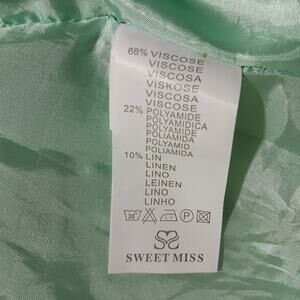 68% VISCOSE
VISCOSE
VISCOSA
VISKOSE
VISCOSA
VISCOSE
22% POLYAMIDE
POLYAMIDICA
POLYAMIDE
POLIAMIDA
POLYAMID
POLIAMIDA
10% LIN
LINEN
LINO
LEINEN
LINO
LINHO
30°
SWEET MISS